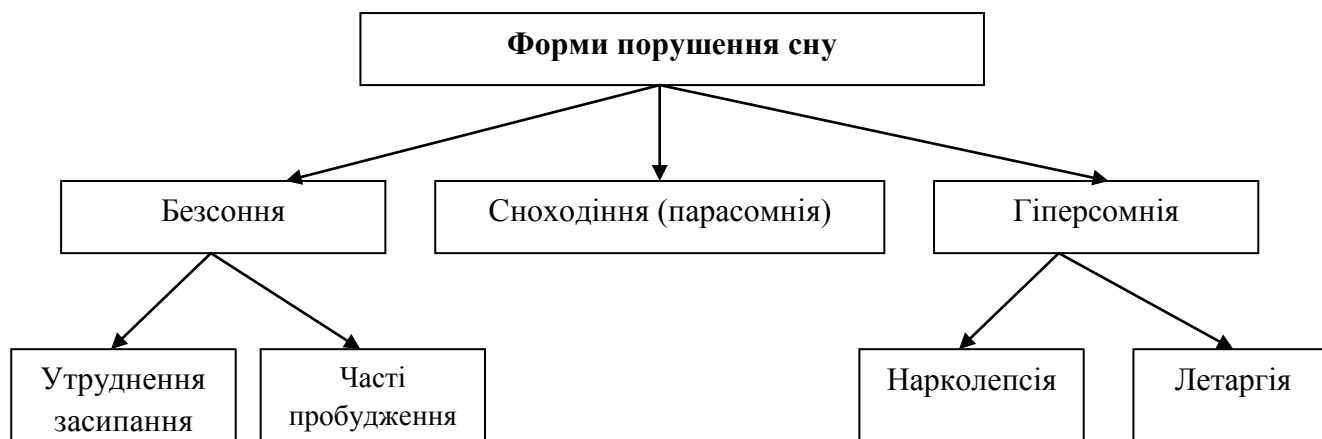 Форми порушення сну
Безсоння
Сноходіння (парасомнія)
Гіперсомнія
Утруднення
засипання
Часті
пробудження
Нарколепсія
Летаргія